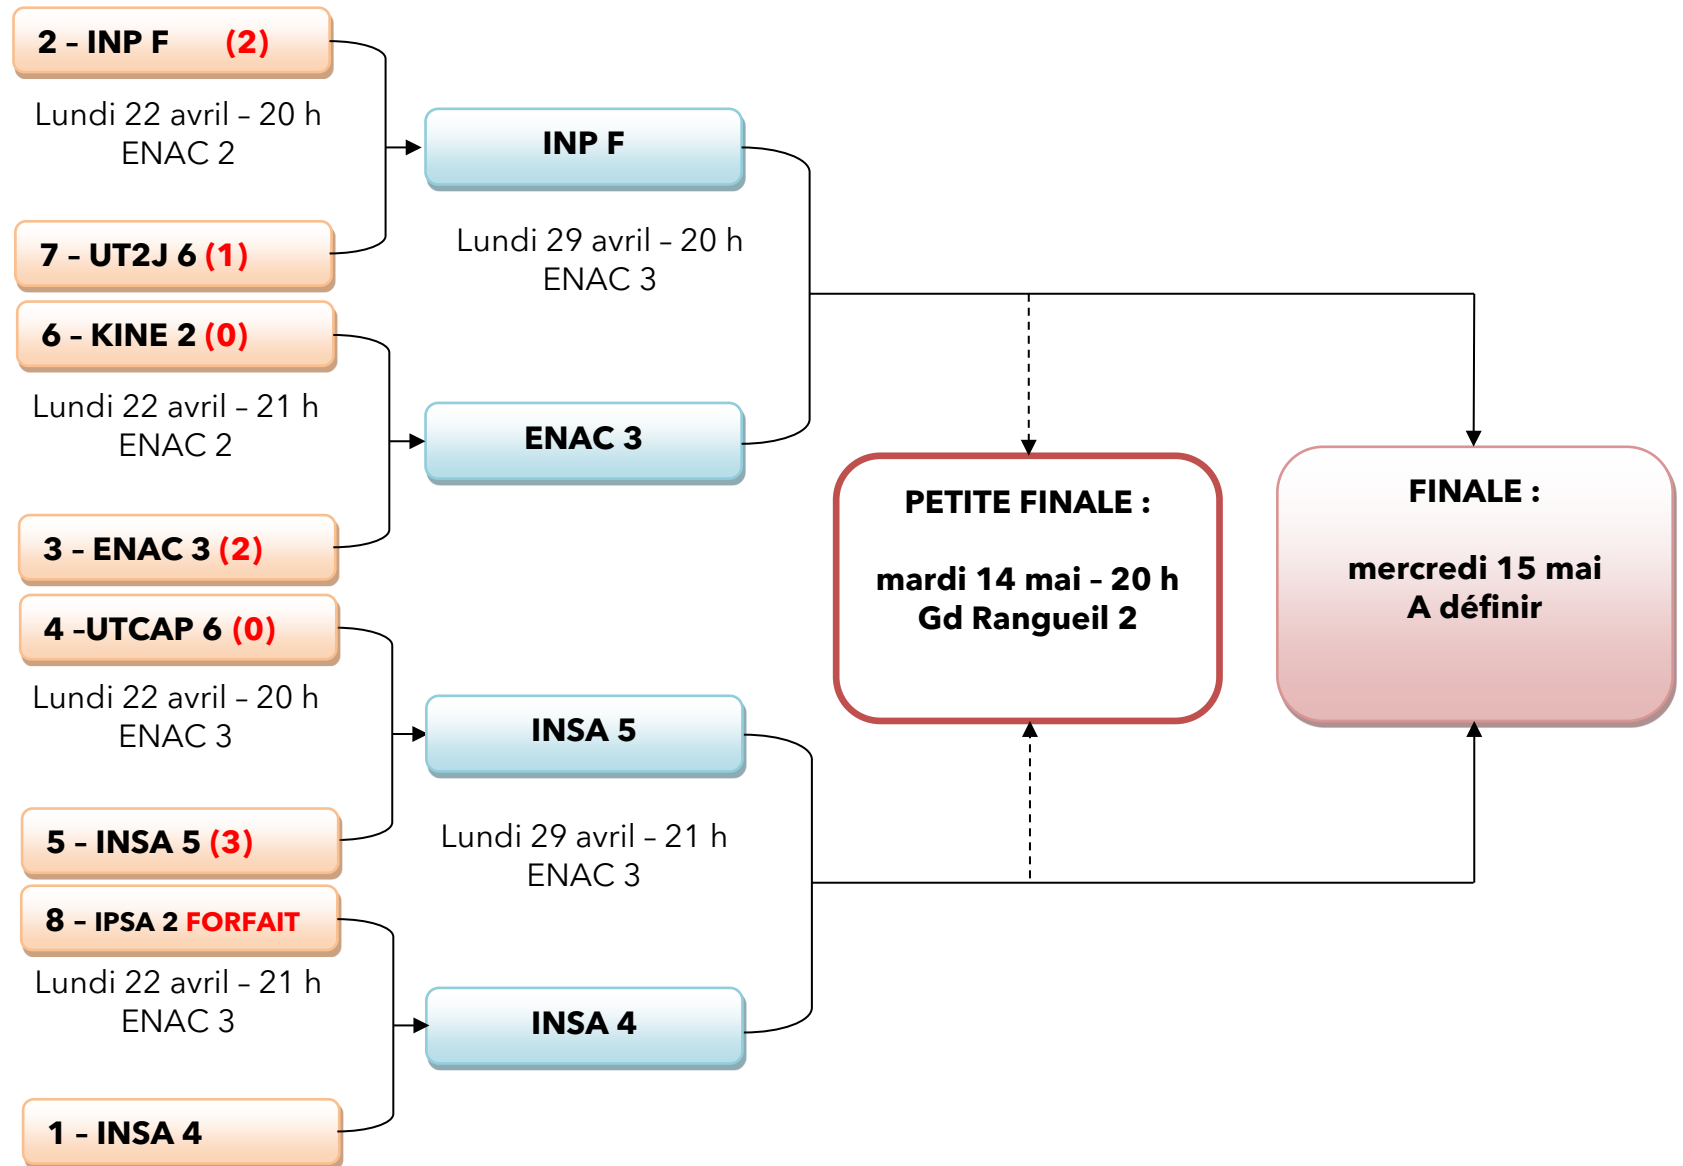 2 – INP F (2)
Lundi 22 avril – 20 h
ENAC 2
7 – UT2J 6 (1)
6 – KINE 2 (0)
Lundi 22 avril – 21 h
ENAC 2
3 – ENAC 3 (2)
4 –UTCAP 6 (0)
Lundi 22 avril – 20 h
ENAC 3
5 – INSA 5 (3)
8 – IPSA 2 FORFAIT
Lundi 22 avril – 21 h
ENAC 3
1 – INSA 4
INP F
Lundi 29 avril – 20 h
ENAC 3
ENAC 3
INSA 5
Lundi 29 avril – 21 h
ENAC 3
INSA 4
PETITE FINALE :
mardi 14 mai – 20 h
Gd Rangueil 2
FINALE :
mercredi 15 mai
A définir